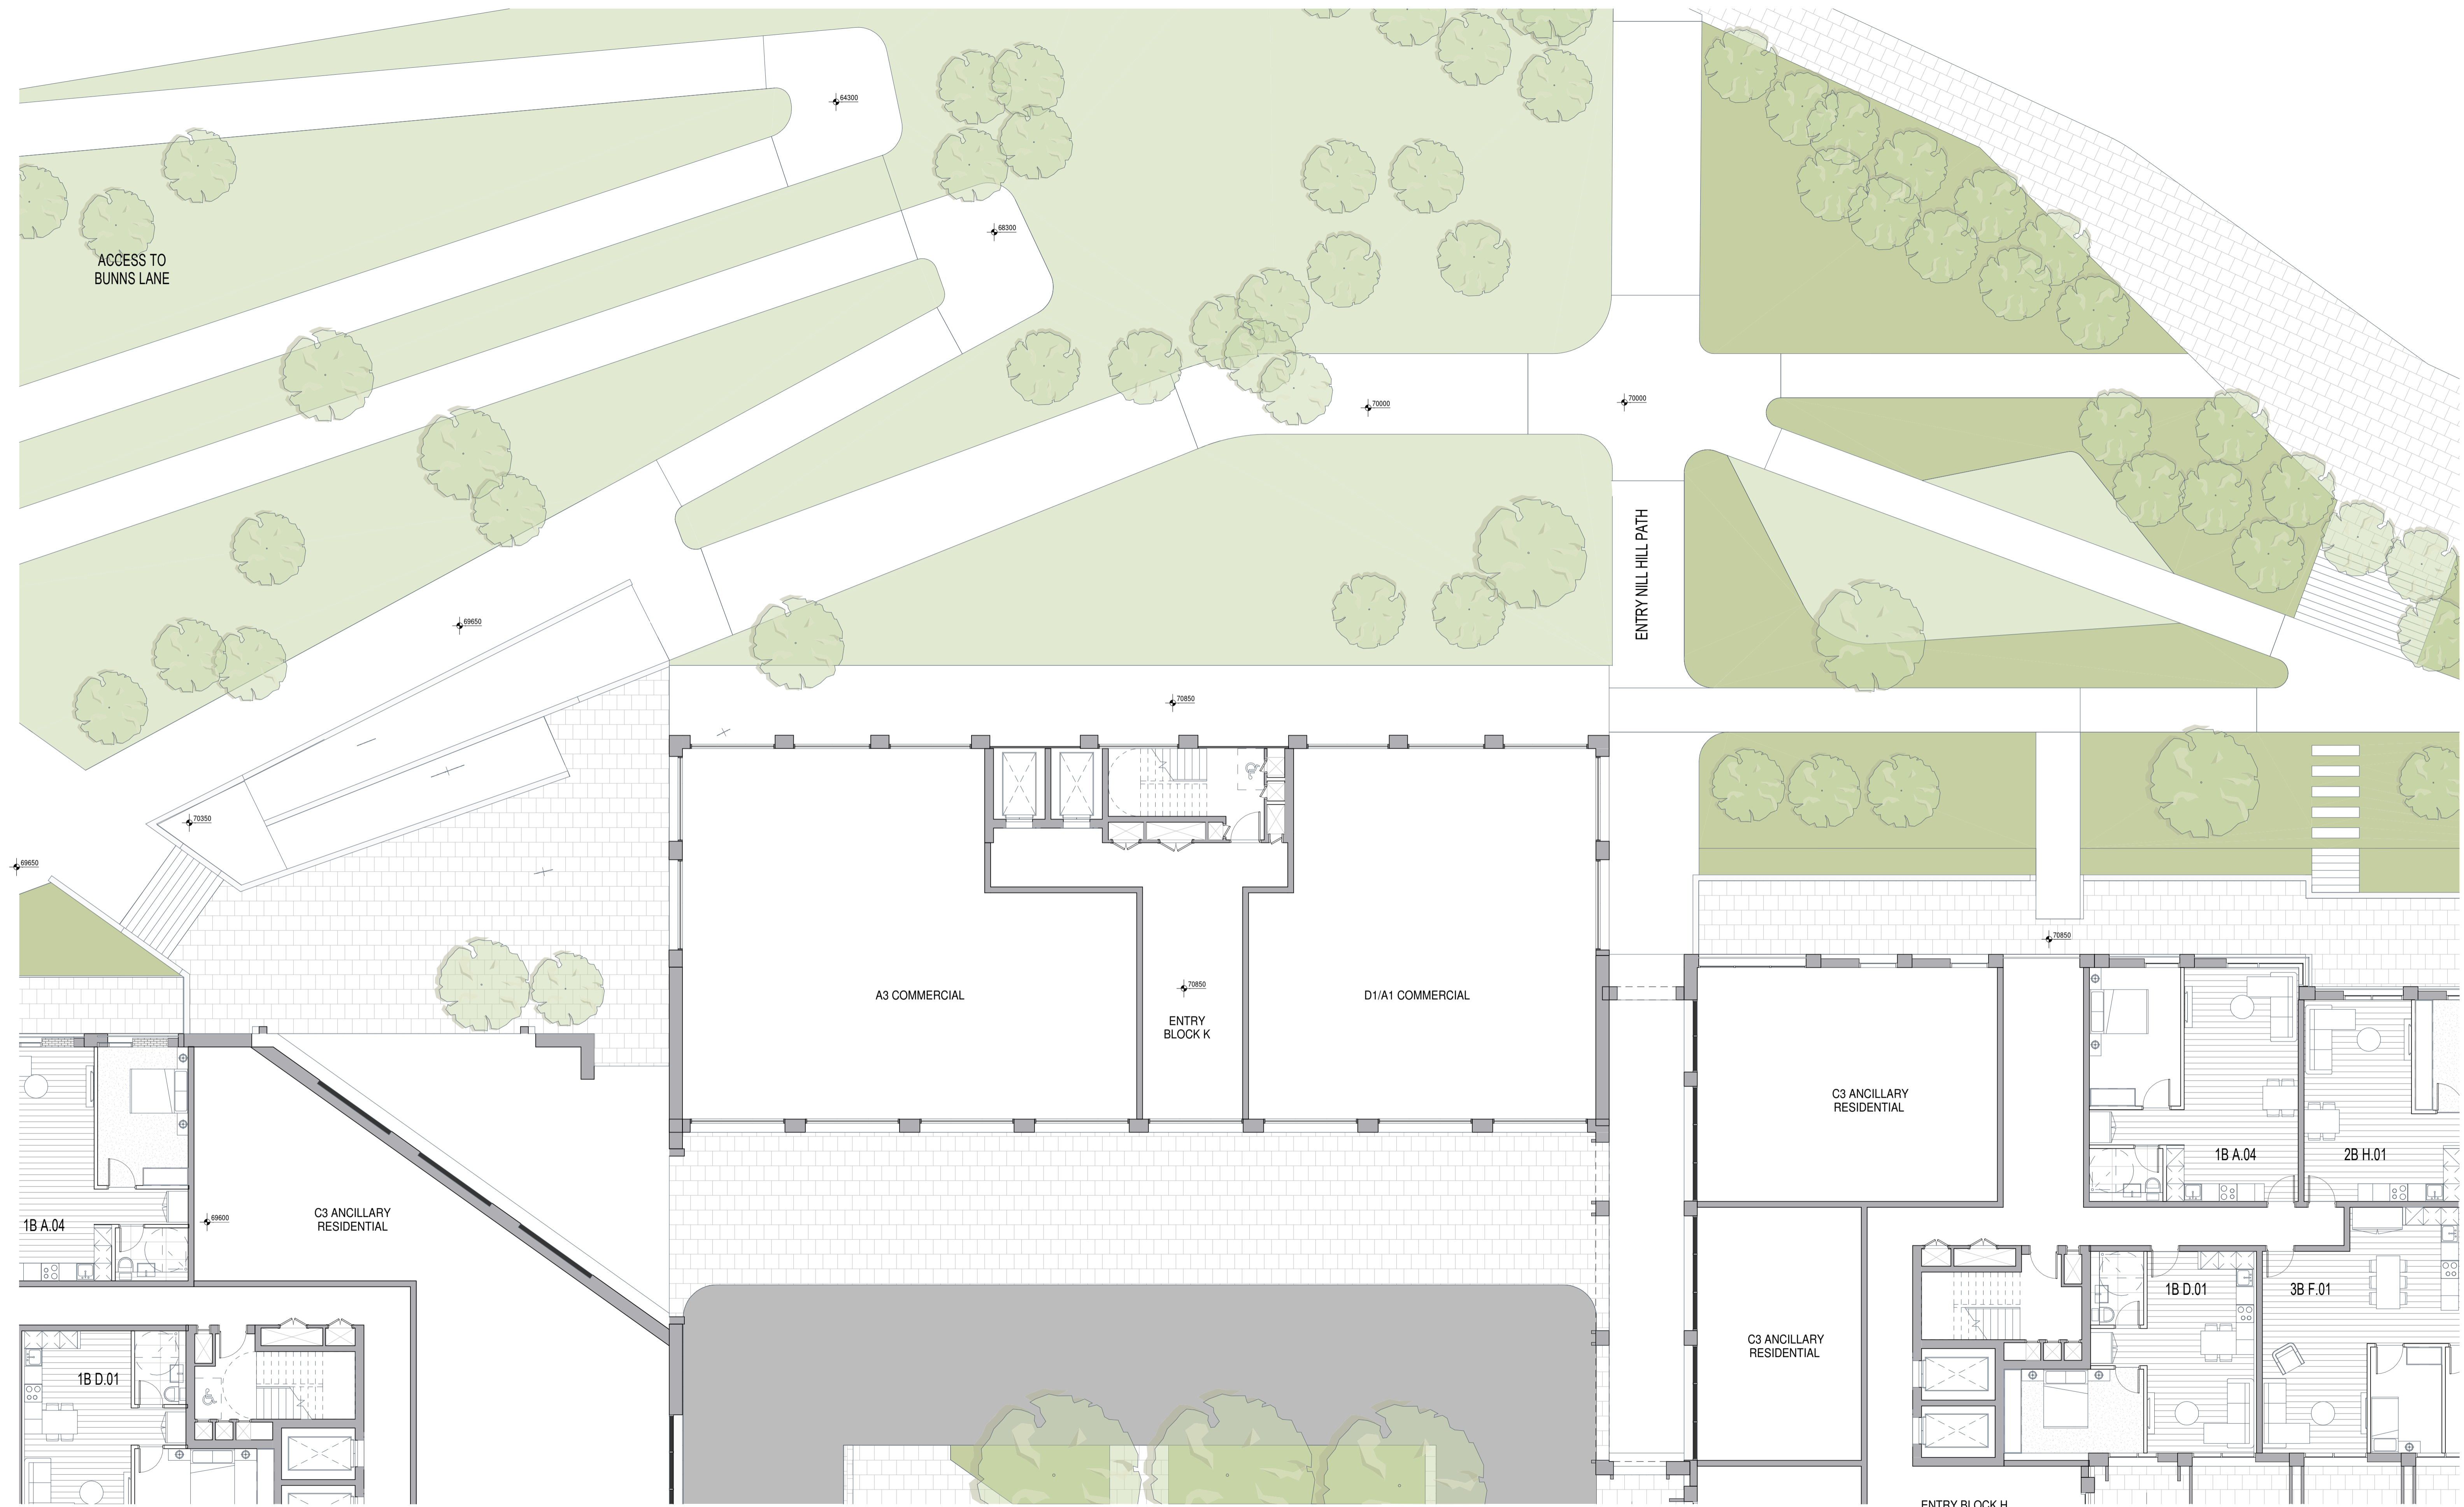 64300
68300
ACCESS TO
BUNNS LANE
70000
70000
ENTRY NILL HILL PATH
69650
70850
70350
69650
70850
A3 COMMERCIAL
70850
ENTRY
BLOCK K
D1/A1 COMMERCIAL
C3 ANCILLARY
RESIDENTIAL
1B A.04
2B H.01
1B A.04
69600
C3 ANCILLARY
RESIDENTIAL
1B D.01
3B F.01
C3 ANCILLARY
RESIDENTIAL
1B D.01
ENTRY BLOCK H